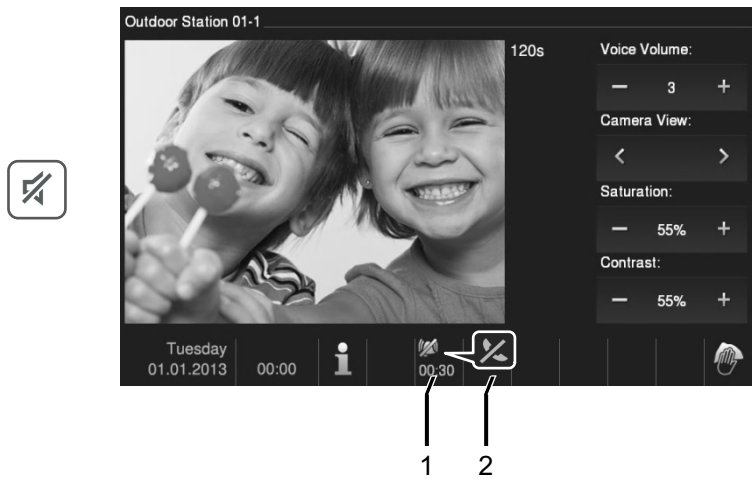 Outdoor Station 01-1
120s
Voice Volume:
3
Camera View:
Saturation:
55%
Contrast:
55%
Tuesday
01.01.2013
00:00
00:30
1
2